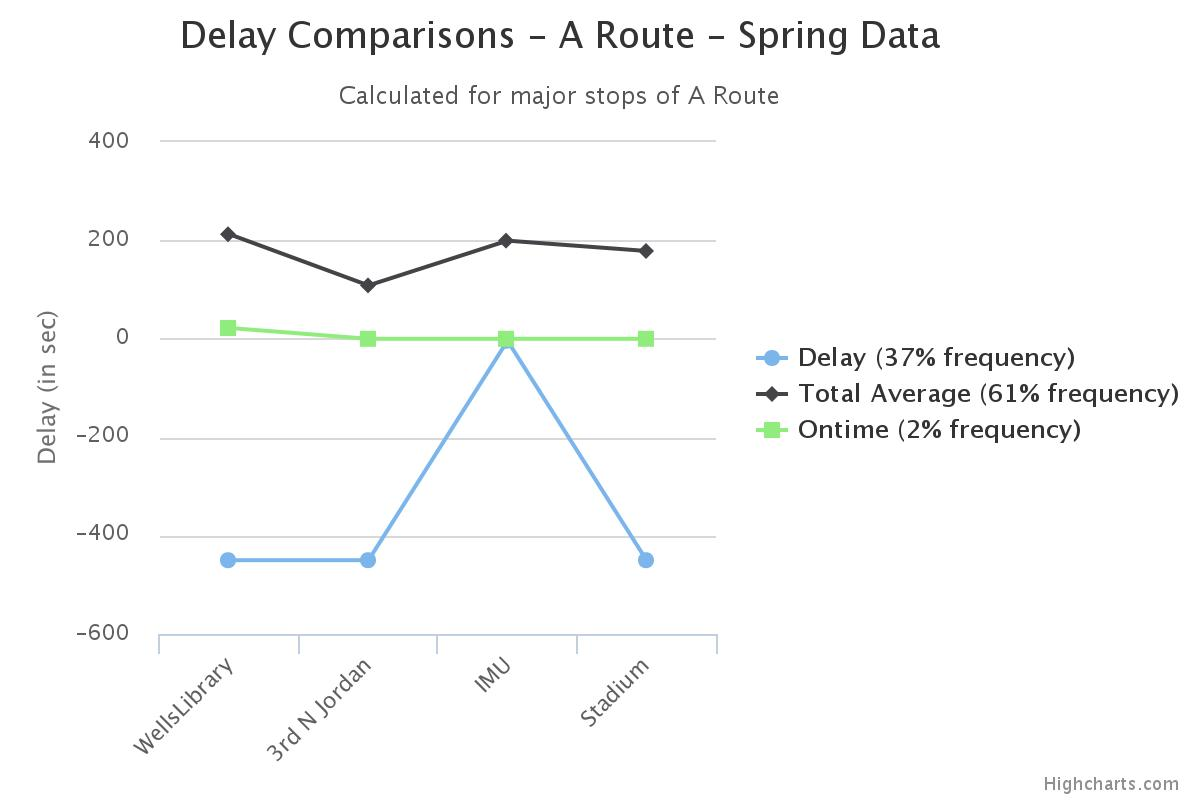 Delay Comparisons – A Route – Spring Data
Calculated for major stops of A Route
Delay (in sec)
400
200
0
–200
–400
–600
WellsLibrary
3rd N Jordan
IMU
Stadium
Delay (37% frequency)
Total Average (61% frequency)
Ontime (2% frequency)
Highcharts.com